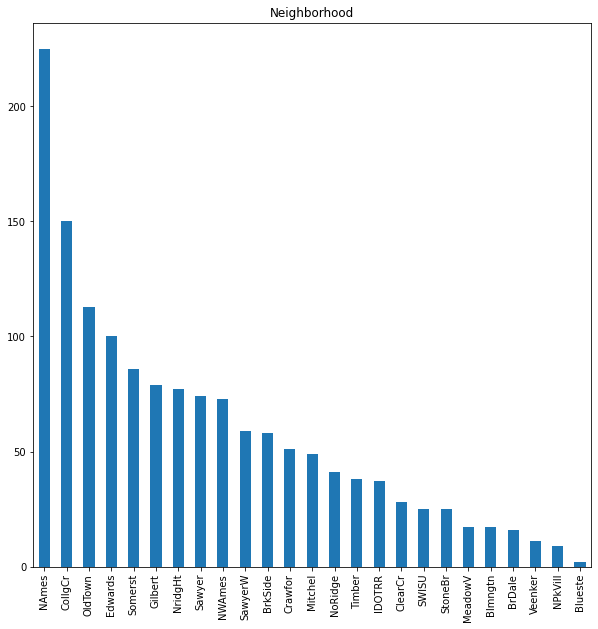 Neighborhood
200
150
100
50
0
NAmes
CollgCr
OldTown
Edwards
Somerst
Gilbert
NridgHt
Sawyer
NWAmes
SawyerW
BrkSide
Crawfor
Mitchel
NoRidge
Timber
IDOTRR
ClearCr
SWISU
StoneBr
MeadowV
Blmngtn
BrDale
Veenker
NPkVill
Blueste